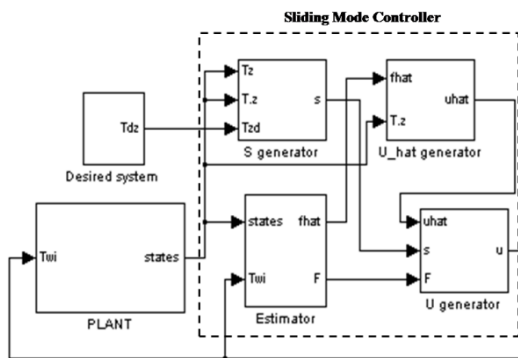 Sliding Mode Controller
Tz
T.z
Tzd
s
S generator
fhat
T.z
uhat
U_hat generator
Tdz
Desired system
Twi
states
PLANT
states
Twi
fhat
F
Estimator
uhat
s
F
u
U generator